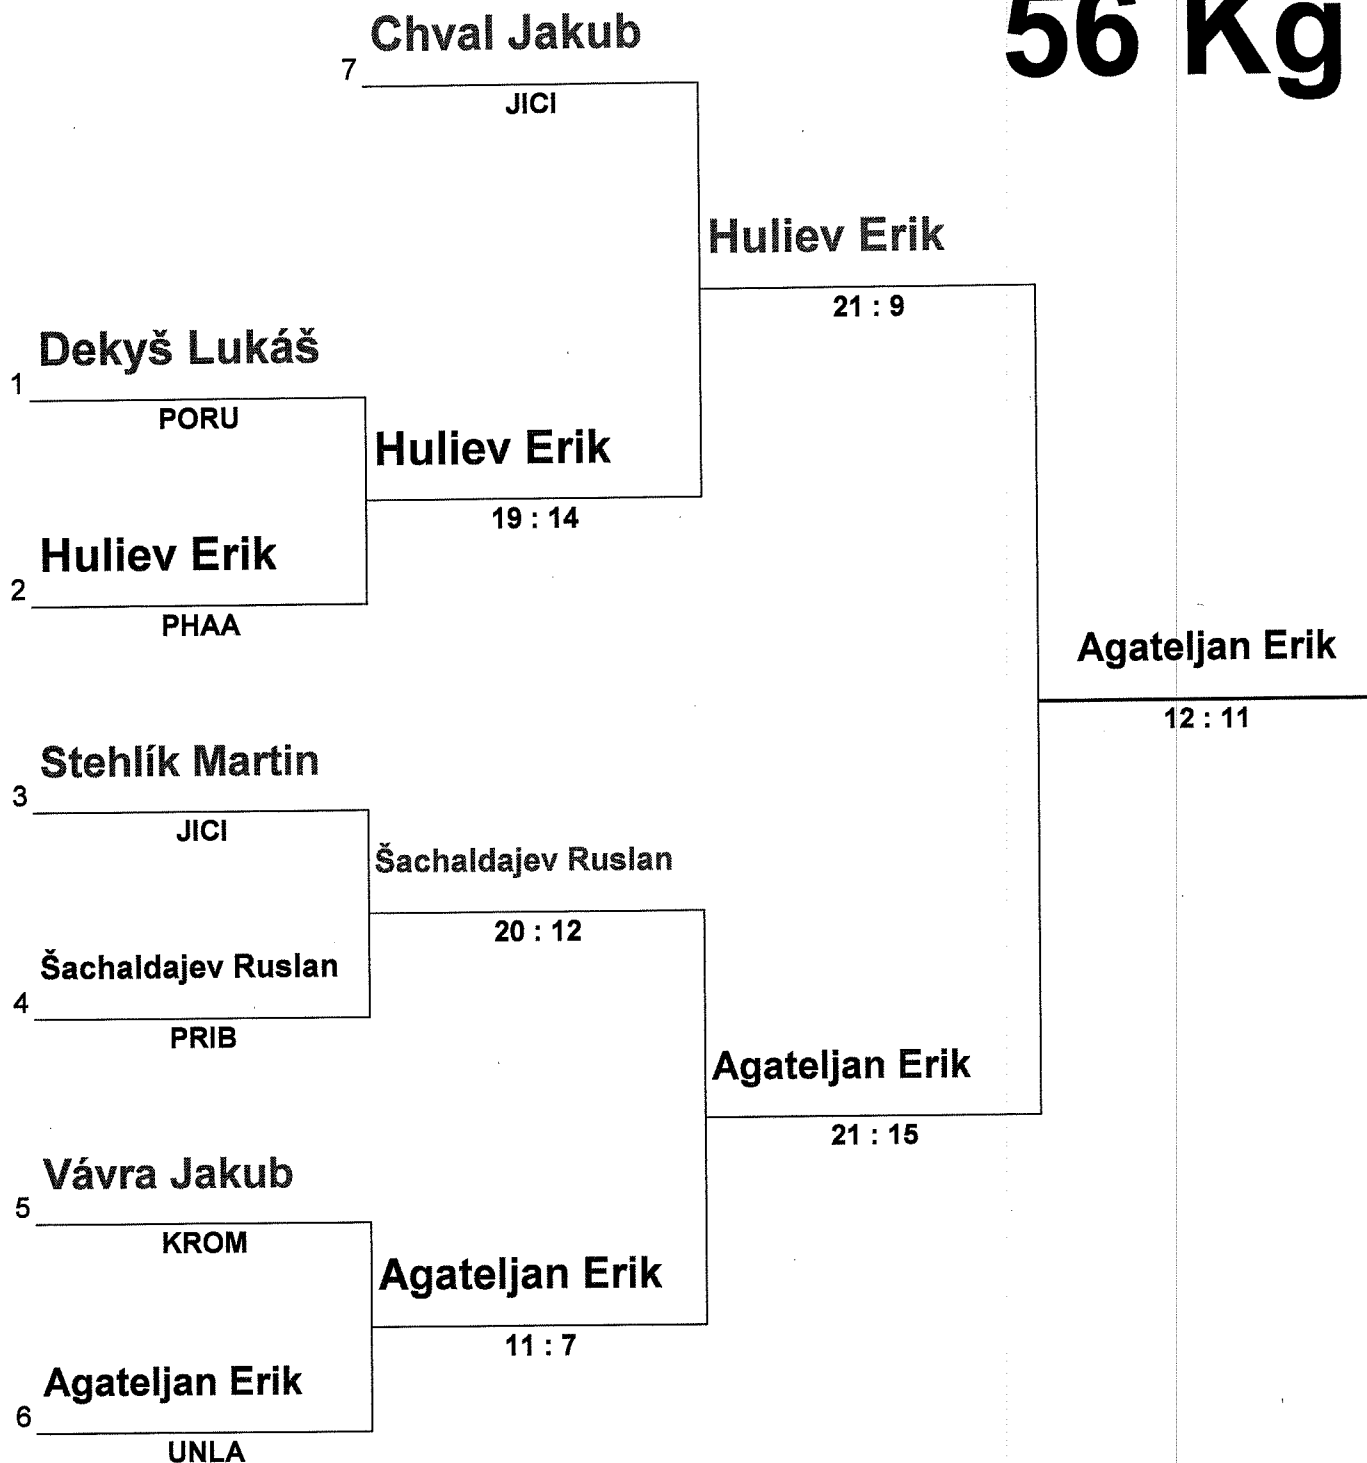 56 Kg
Chval Jakub
7
JICI
Huliev Erik
21 : 9
Dekyš Lukáš
1
PORU
Huliev Erik
19 : 14
Huliev Erik
2
PHAA
Agateljan Erik
12 : 11
Stehlík Martin
3
JICI
Šachaldajev Ruslan
20 : 12
Šachaldajev Ruslan
4
PRIB
Agateljan Erik
21 : 15
Vávra Jakub
5
KROM
Agateljan Erik
11 : 7
Agateljan Erik
6
UNLA